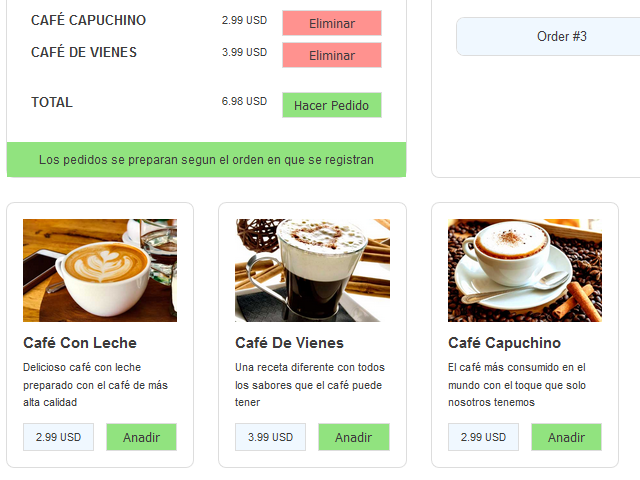 CAFÉ CAPUCHINO 2.99 USD Eliminar
CAFÉ DE VIENES 3.99 USD Eliminar
TOTAL 6.98 USD Hacer Pedido
Los pedidos se preparan segun el orden en que se registran
Order #3
Café Con Leche
Delicioso café con leche
preparado con el café de más
alta calidad
2.99 USD Anadir
Café De Vienes
Una receta diferente con todos
los sabores que el café puede
tener
3.99 USD Anadir
Café Capuchino
El café más consumido en el
mundo con el toque que solo
nosotros tenemos
2.99 USD Anadir